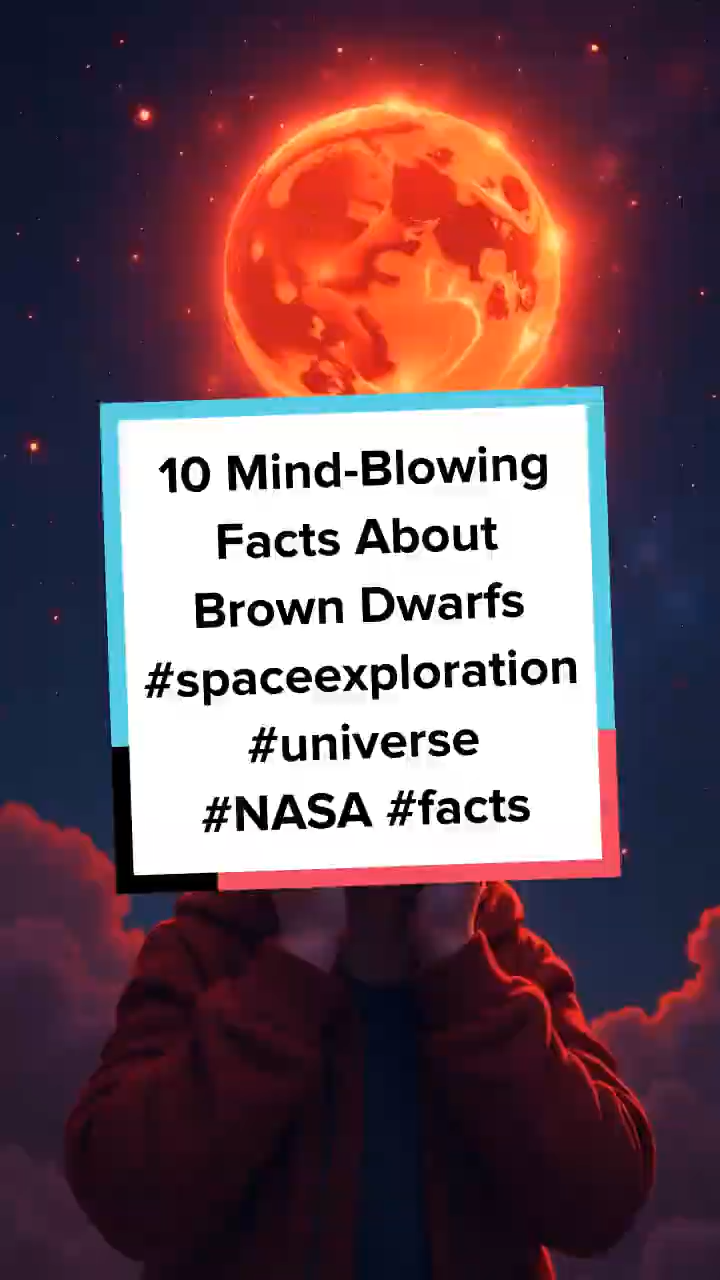 10 Mind-Blowing
Facts About
Brown Dwarfs
#spaceexploration
#universe
#NASA #facts